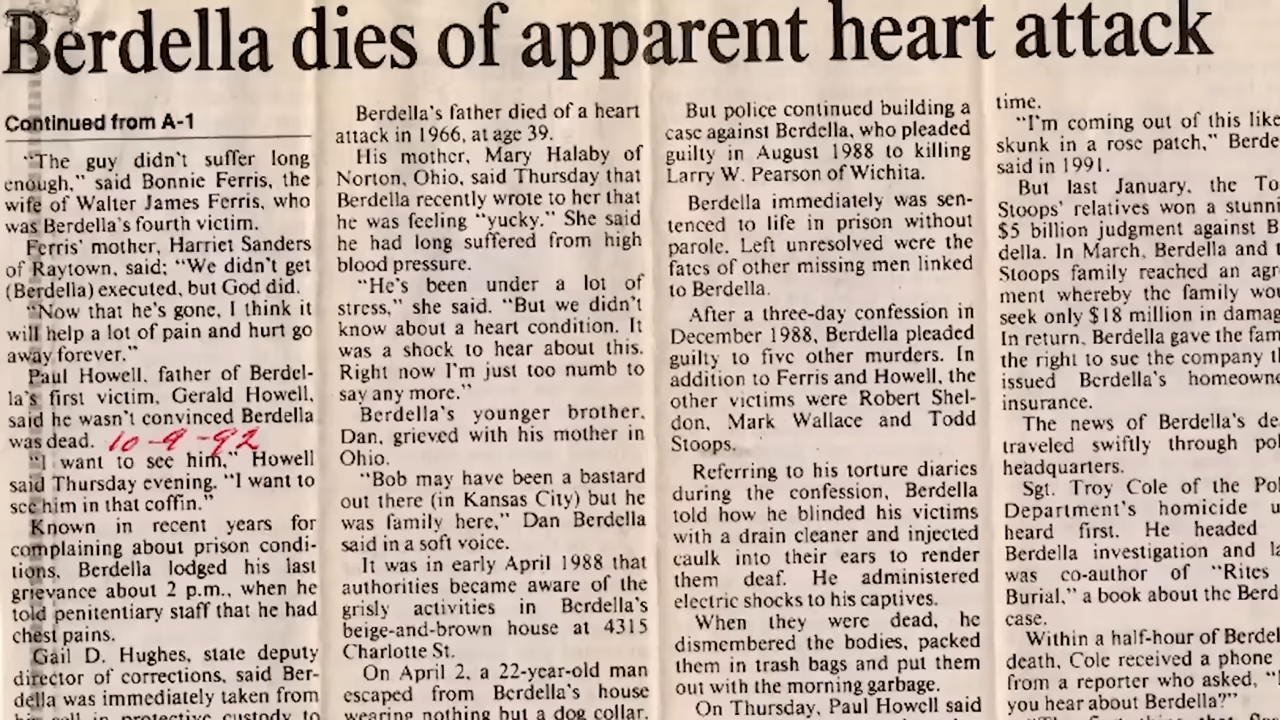 Berdella dies of apparent heart attack
Continued from A-1
"The guy didn't suffer long
enough," said Bonnie Ferris, the
wife of Walter James Ferris, who
was Berdella's fourth victim.
Ferris' mother, Harriet Sanders
of Raytown, said: "We didn't get
(Berdella) executed, but God did.
"Now that he's gone, I think it
will help a lot of pain and hurt go
away forever."
Paul Howell, father of Berdel-
la's first victim, Gerald Howell,
said he wasn't convinced Berdella
was dead. 10-9-92
"I want to see him," Howell
said Thursday evening. "I want to
see him in that coffin."
Known in recent years for
complaining about prison condi-
tions, Berdella lodged his last
grievance about 2 p.m., when he
told penitentiary staff that he had
chest pains.
Gail D. Hughes, state deputy
director of corrections, said Ber-
della was immediately taken from
his cell in protective custody to
Berdella's father died of a heart
attack in 1966, at age 39.
His mother, Mary Halaby of
Norton, Ohio, said Thursday that
Berdella recently wrote to her that
he was feeling "yucky." She said
he had long suffered from high
blood pressure.
"He's been under a lot of
stress," she said. "But we didn't
know about a heart condition. It
was a shock to hear about this.
Right now I'm just too numb to
say any more."
Berdella's younger brother,
Dan, grieved with his mother in
Ohio.
"Bob may have been a bastard
out there (in Kansas City) but he
was family here," Dan Berdella
said in a soft voice.
It was in early April 1988 that
authorities became aware of the
grisly activities in Berdella's
beige-and-brown house at 4315
Charlotte St.
On April 2, a 22-year-old man
escaped from Berdella's house
wearing nothing but a dog collar.
But police continued building a
case against Berdella, who pleaded
guilty in August 1988 to killing
Larry W. Pearson of Wichita.
Berdella immediately was sen-
tenced to life in prison without
parole. Left unresolved were the
fates of other missing men linked
to Berdella.
After a three-day confession in
December 1988, Berdella pleaded
guilty to five other murders. In
addition to Ferris and Howell, the
other victims were Robert Shel-
don, Mark Wallace and Todd
Stoops.
Referring to his torture diaries
during the confession, Berdella
told how he blinded his victims
with a drain cleaner and injected
caulk into their ears to render
them deaf. He administered
electric shocks to his captives.
When they were dead, he
dismembered the bodies, packed
them in trash bags and put them
out with the morning garbage.
On Thursday, Paul Howell said
time.
"I'm coming out of this like
skunk in a rose patch," Berde
said in 1991.
But last January, the To
Stoops' relatives won a stunni
$5 billion judgment against B
della. In March, Berdella and t
Stoops family reached an agr
ment whereby the family wou
seek only $18 million in damag
In return, Berdella gave the fam
the right to sue the company t
issued Berdella's homeowne
insurance.
The news of Berdella's de
traveled swiftly through pol
headquarters.
Sgt. Troy Cole of the Pol
Department's homicide u
heard first. He headed
Berdella investigation and la
was co-author of "Rites
Burial," a book about the Berd
case.
Within a half-hour of Berdel
death, Cole received a phone
from a reporter who asked, "
you hear about Berdella?"